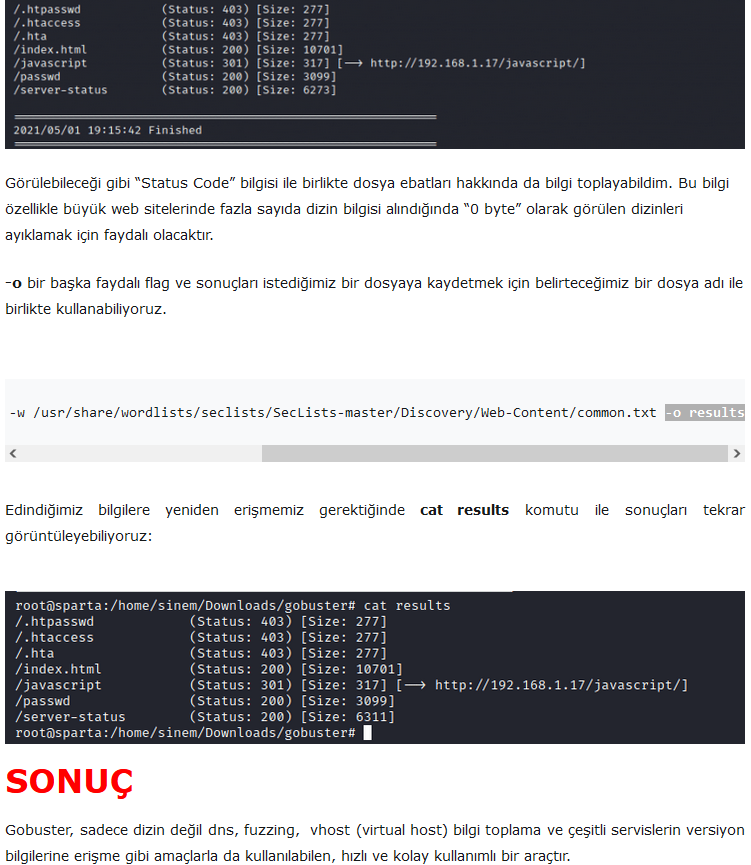 /.htpasswd (Status: 403) [Size: 277]
/.htaccess (Status: 403) [Size: 277]
/.hta (Status: 403) [Size: 277]
/index.html (Status: 200) [Size: 10701]
/javascript (Status: 301) [Size: 317] [--> http://192.168.1.17/javascript/]
/passwd (Status: 200) [Size: 3099]
/server-status (Status: 200) [Size: 6273]
===============================================================
2021/05/01 19:15:42 Finished
===============================================================
Görülebileceği gibi “Status Code” bilgisi ile birlikte dosya ebatları hakkında da bilgi toplayabildim. Bu bilgi
özellikle büyük web sitelerinde fazla sayıda dizin bilgisi alındığında “0 byte” olarak görülen dizinleri
ayıklamak için faydalı olacaktır.
-o bir başka faydalı flag ve sonuçları istediğimiz bir dosyaya kaydetmek için belirteceğimiz bir dosya adı ile
birlikte kullanabiliyoruz.
-w /usr/share/wordlists/seclists/SecLists-master/Discovery/Web-Content/common.txt -o results
Edindiğimiz bilgilere yeniden erişmemiz gerektiğinde cat results komutu ile sonuçları tekrar
görüntüleyebiliyoruz:
root@sparta:/home/sinem/Downloads/gobuster# cat results
/.htpasswd (Status: 403) [Size: 277]
/.htaccess (Status: 403) [Size: 277]
/.hta (Status: 403) [Size: 277]
/index.html (Status: 200) [Size: 10701]
/javascript (Status: 301) [Size: 317] [--> http://192.168.1.17/javascript/]
/passwd (Status: 200) [Size: 3099]
/server-status (Status: 200) [Size: 6311]
root@sparta:/home/sinem/Downloads/gobuster#
SONUÇ
Gobuster, sadece dizin değil dns, fuzzing, vhost (virtual host) bilgi toplama ve çeşitli servislerin versiyon
bilgilerine erişme gibi amaçlarla da kullanılabilen, hızlı ve kolay kullanımlı bir araçtır.